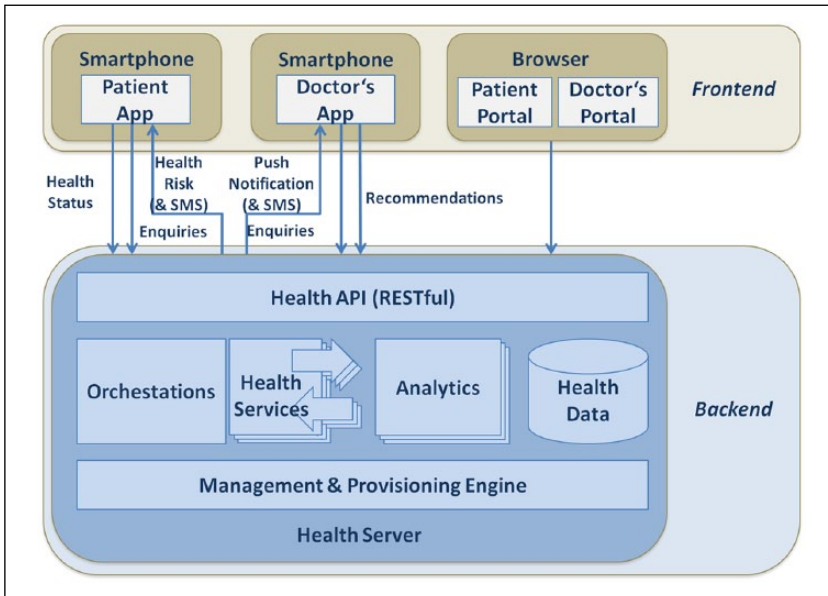 Smartphone
Patient
App
Smartphone
Doctor‘s
App
Browser
Patient
Portal
Doctor‘s
Portal
Frontend
Health
Status
Health
Risk
(& SMS)
Enquiries
Push
Notification
(& SMS)
Enquiries
Recommendations
Health API (RESTful)
Orchestations
Health
Services
Analytics
Health
Data
Backend
Management & Provisioning Engine
Health Server